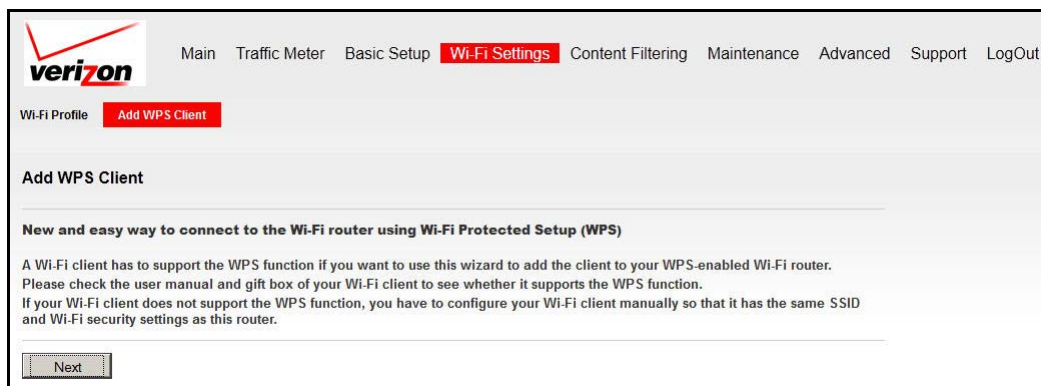 verizon
Main Traffic Meter Basic Setup Wi-Fi Settings Content Filtering Maintenance Advanced Support LogOut
Wi-Fi Profile Add WPS Client
Add WPS Client
New and easy way to connect to the Wi-Fi router using Wi-Fi Protected Setup (WPS)
A Wi-Fi client has to support the WPS function if you want to use this wizard to add the client to your WPS-enabled Wi-Fi router.
Please check the user manual and gift box of your Wi-Fi client to see whether it supports the WPS function.
If your Wi-Fi client does not support the WPS function, you have to configure your Wi-Fi client manually so that it has the same SSID
and Wi-Fi security settings as this router.
Next